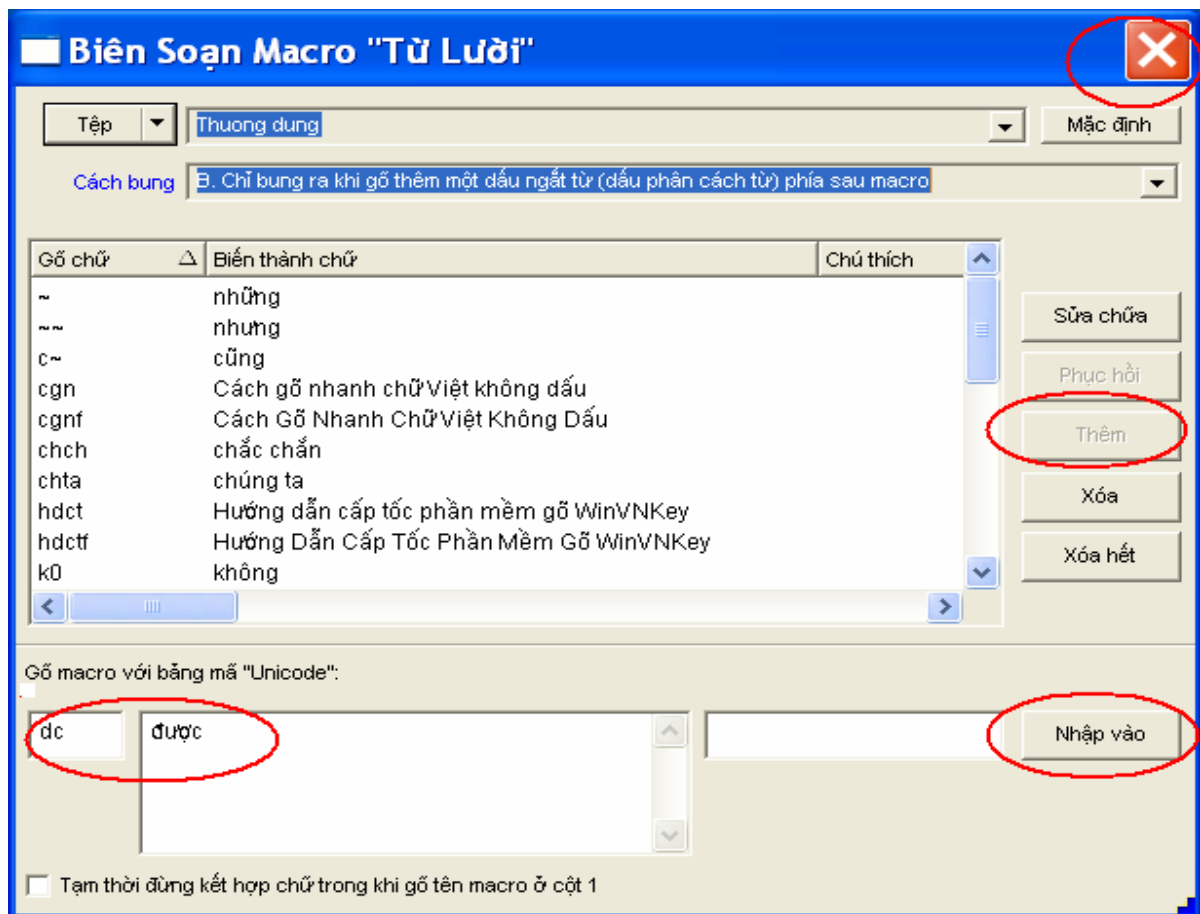 Biên Soạn Macro "Từ Lười"
Tệp Thuong dung Mặc định
Cách bung B. Chỉ bung ra khi gõ thêm một dấu ngắt từ (dấu phân cách từ) phía sau macro
Gõ chữ Biến thành chữ Chú thích
~ những
~~ nhưng
c~ cũng
cgn Cách gõ nhanh chữ Việt không dấu
cgnf Cách Gõ Nhanh Chữ Việt Không Dấu
chch chắc chắn
chta chúng ta
hdct Hướng dẫn cấp tốc phần mềm gõ WinVNKey
hdctf Hướng Dẫn Cấp Tốc Phần Mềm Gõ WinVNKey
k0 không
Sửa chữa
Phục hồi
Thêm
Xóa
Xóa hết
Gõ macro với bảng mã "Unicode":
dc được Nhập vào
Tạm thời đừng kết hợp chữ trong khi gõ tên macro ở cột 1